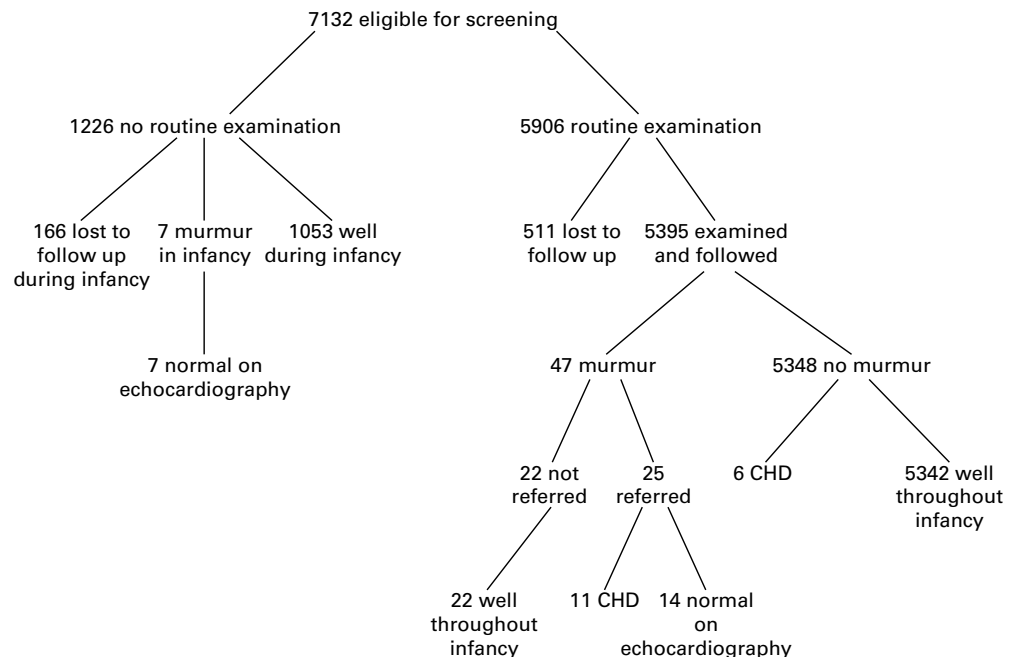 7132 eligible for screening
1226 no routine examination
5906 routine examination
166 lost to
follow up
during infancy
7 murmur
in infancy
1053 well
during infancy
511 lost to
follow up
5395 examined
and followed
7 normal on
echocardiography
47 murmur
5348 no murmur
22 not
referred
25
referred
6 CHD
5342 well
throughout
infancy
22 well
throughout
infancy
11 CHD
14 normal
on
echocardiography